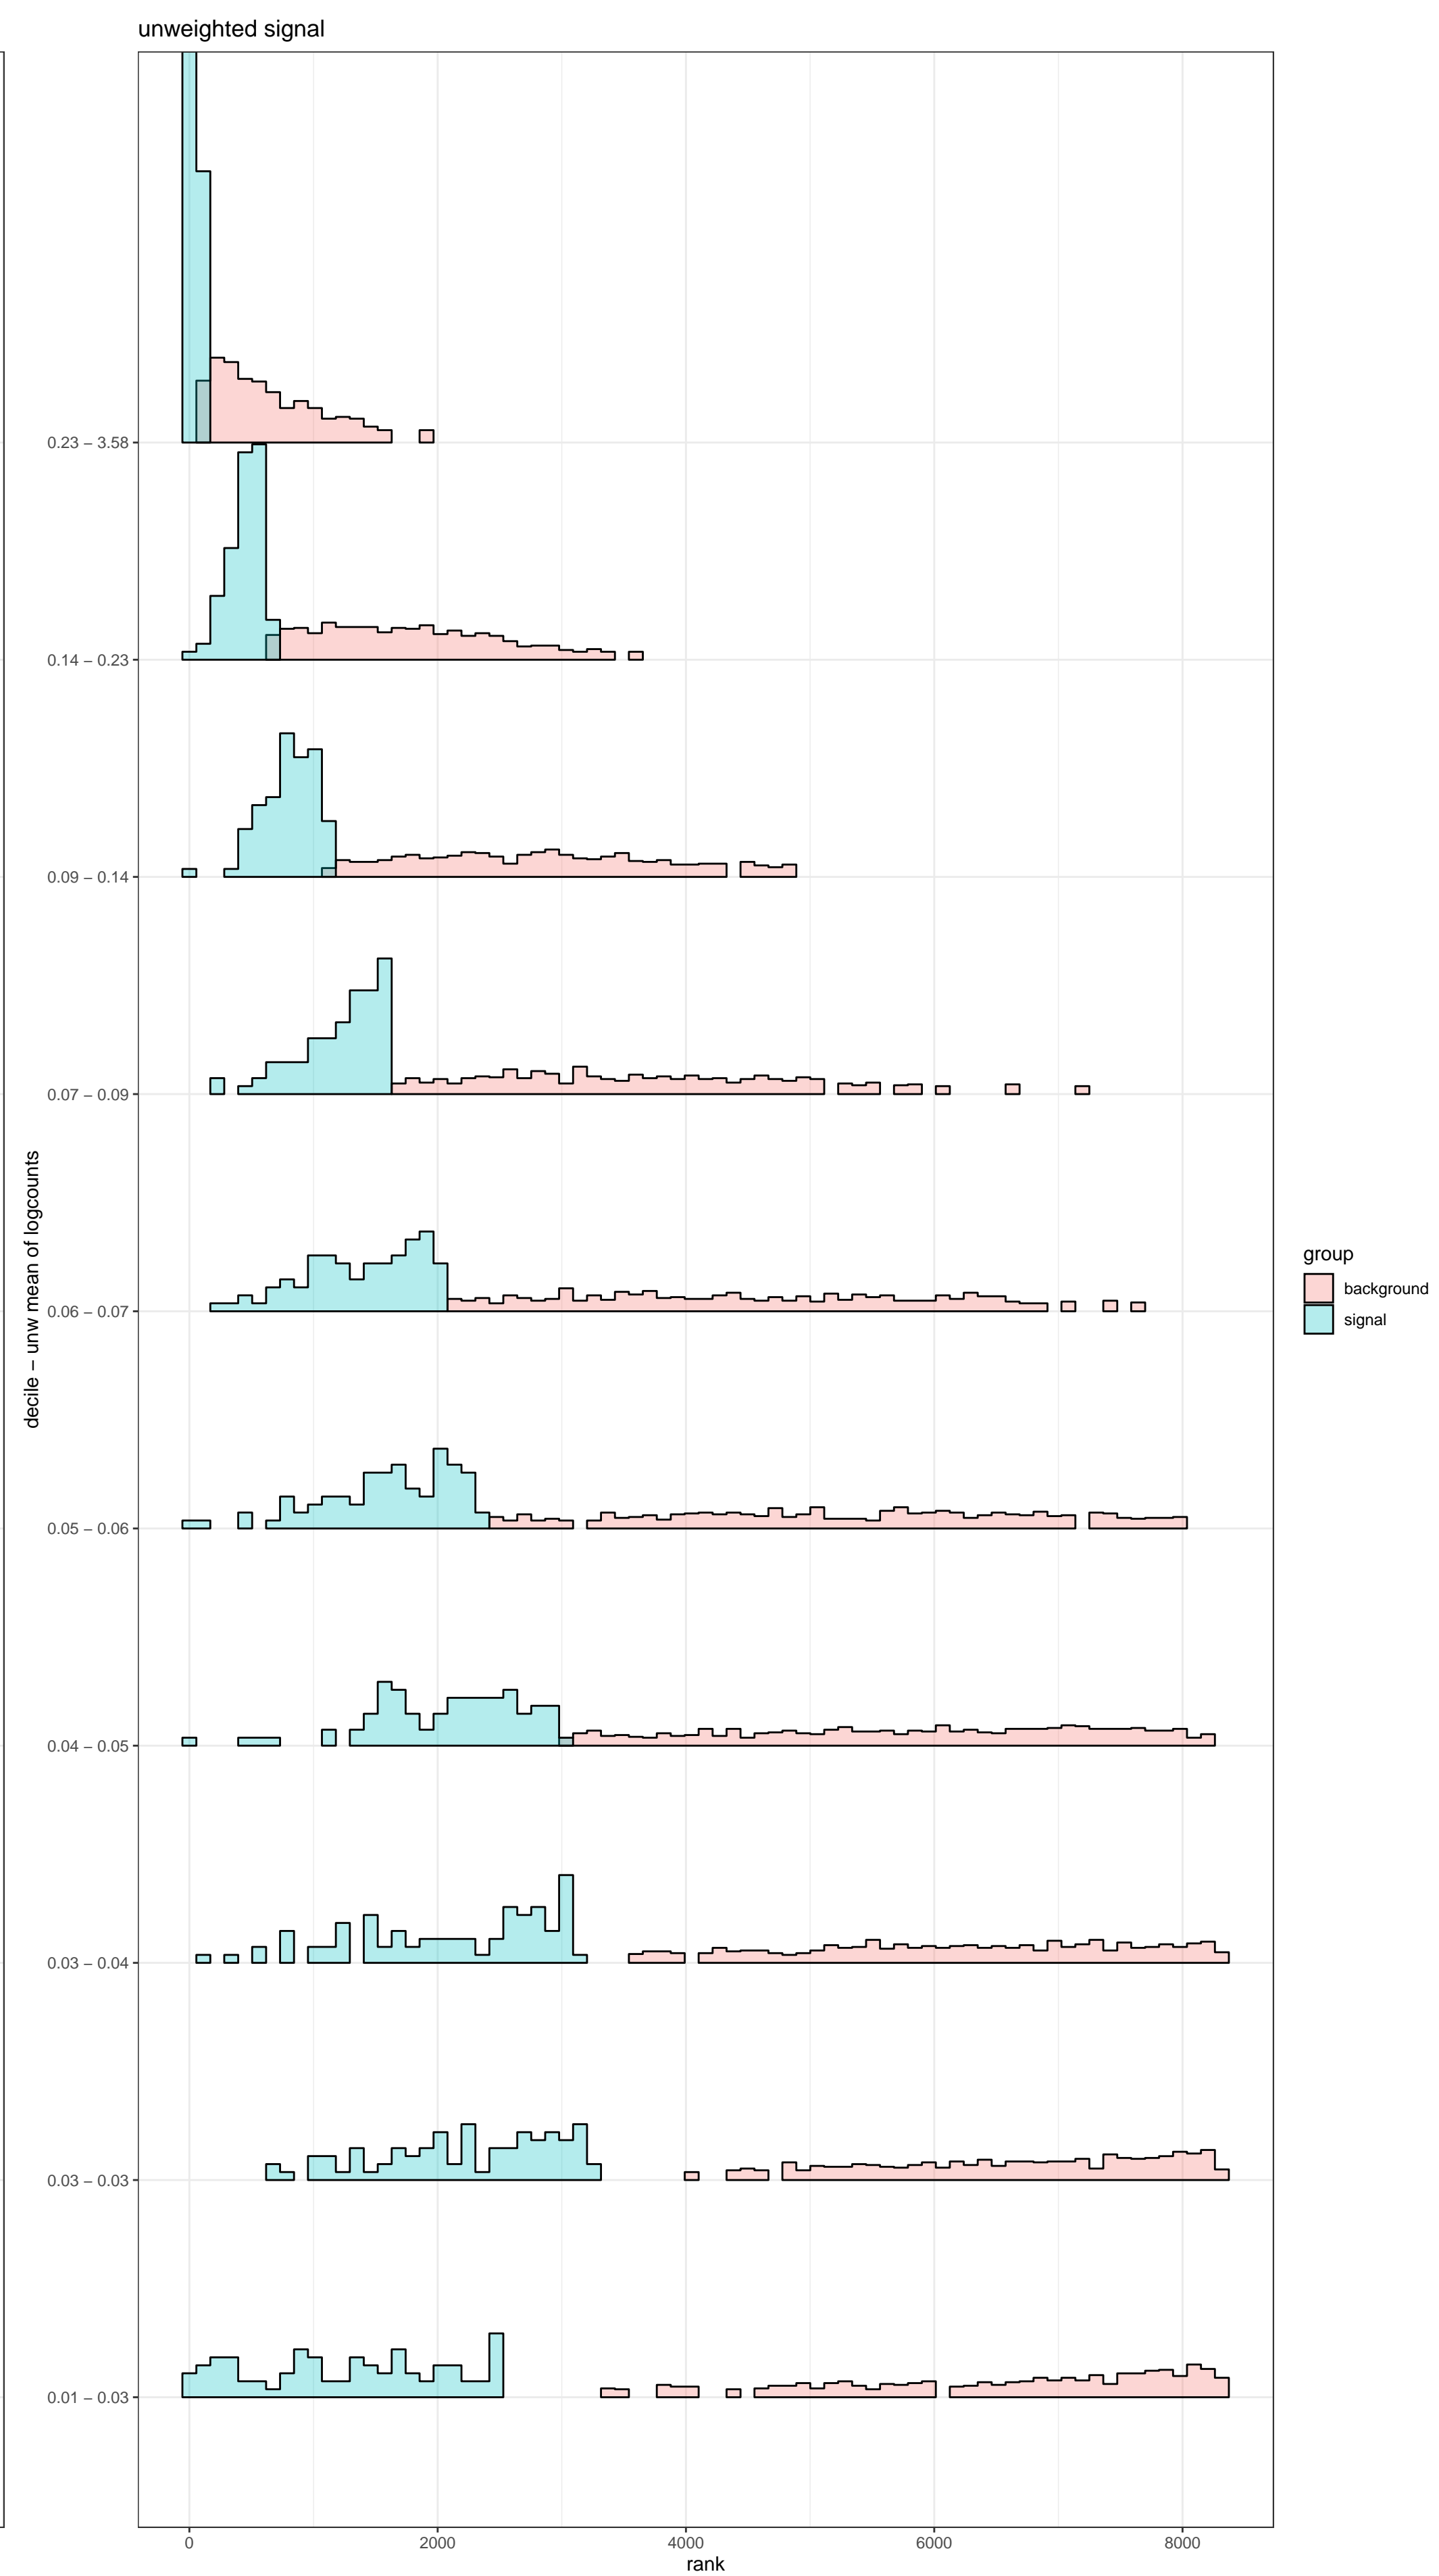 unweighted signal
decile − unw mean of logcounts
0.23 − 3.58
0.14 − 0.23
0.09 − 0.14
0.07 − 0.09
0.06 − 0.07
0.05 − 0.06
0.04 − 0.05
0.03 − 0.04
0.03 − 0.03
0.01 − 0.03
0 2000 4000 6000 8000
rank
group
background
signal